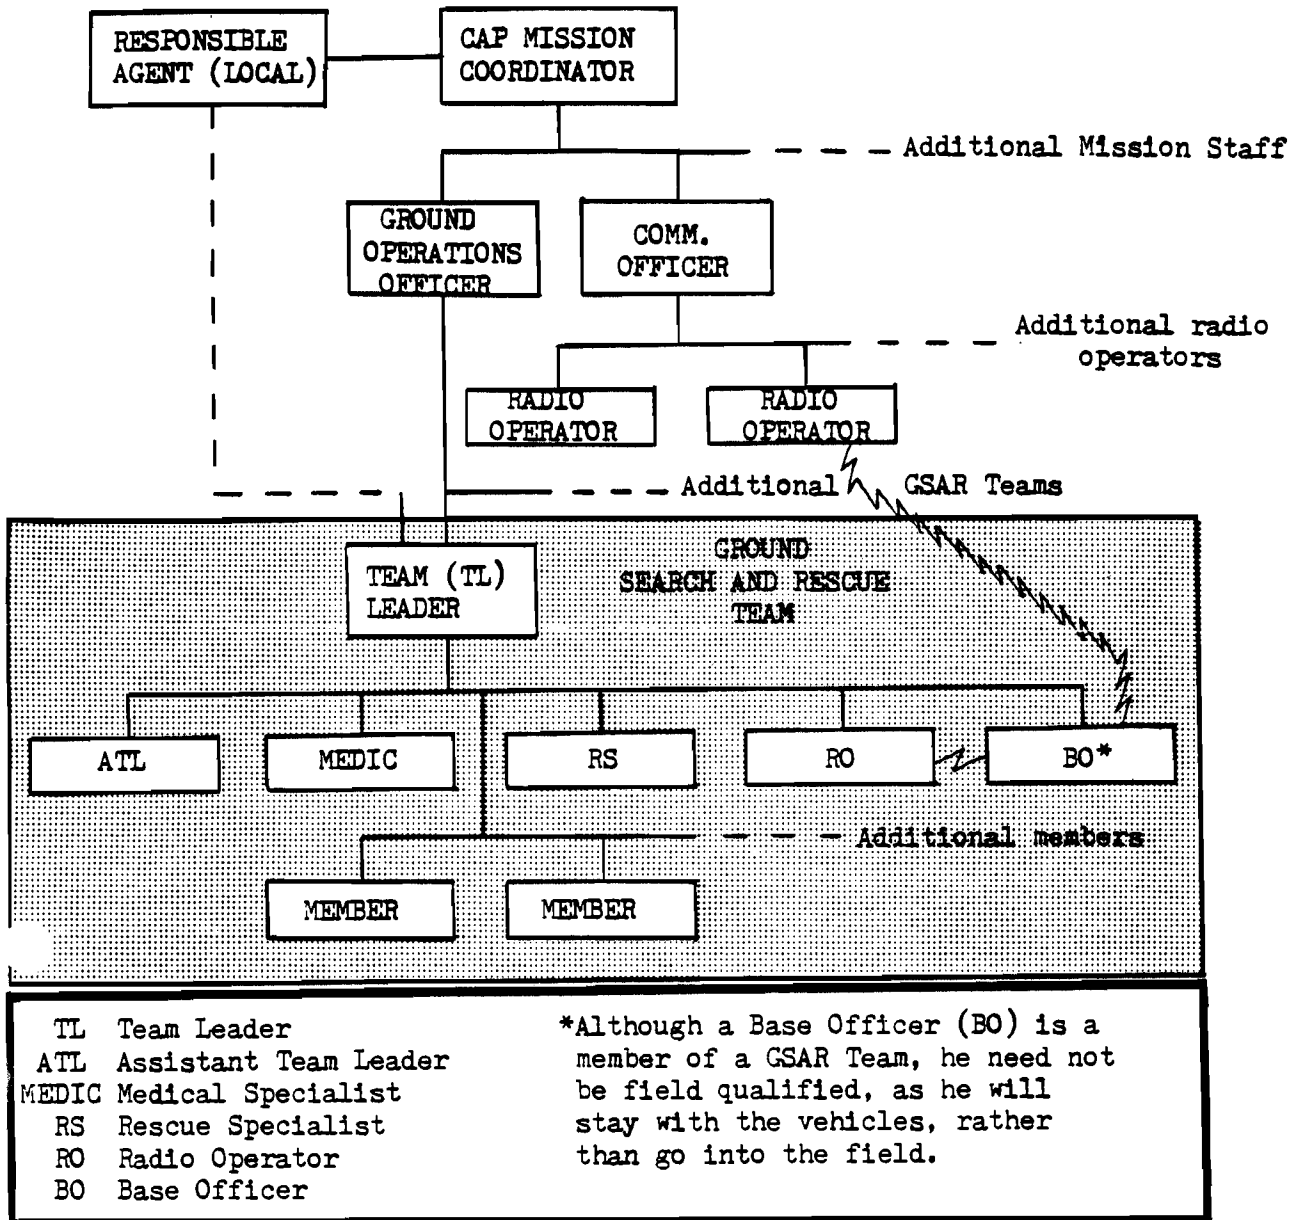 RESPONSIBLE
AGENT (LOCAL)
CAP MISSION
COORDINATOR
Additional Mission Staff
GROUND
OPERATIONS
OFFICER
COMM.
OFFICER
Additional radio
operators
RADIO
OPERATOR
RADIO
OPERATOR
Additional GSAR Teams
TEAM (TL)
LEADER
GROUND
SEARCH AND RESCUE
TEAM
ATL
MEDIC
RS
RO
BO*
Additional members
MEMBER
MEMBER
TL Team Leader
ATL Assistant Team Leader
MEDIC Medical Specialist
RS Rescue Specialist
RO Radio Operator
BO Base Officer
*Although a Base Officer (BO) is a
member of a GSAR Team, he need not
be field qualified, as he will
stay with the vehicles, rather
than go into the field.